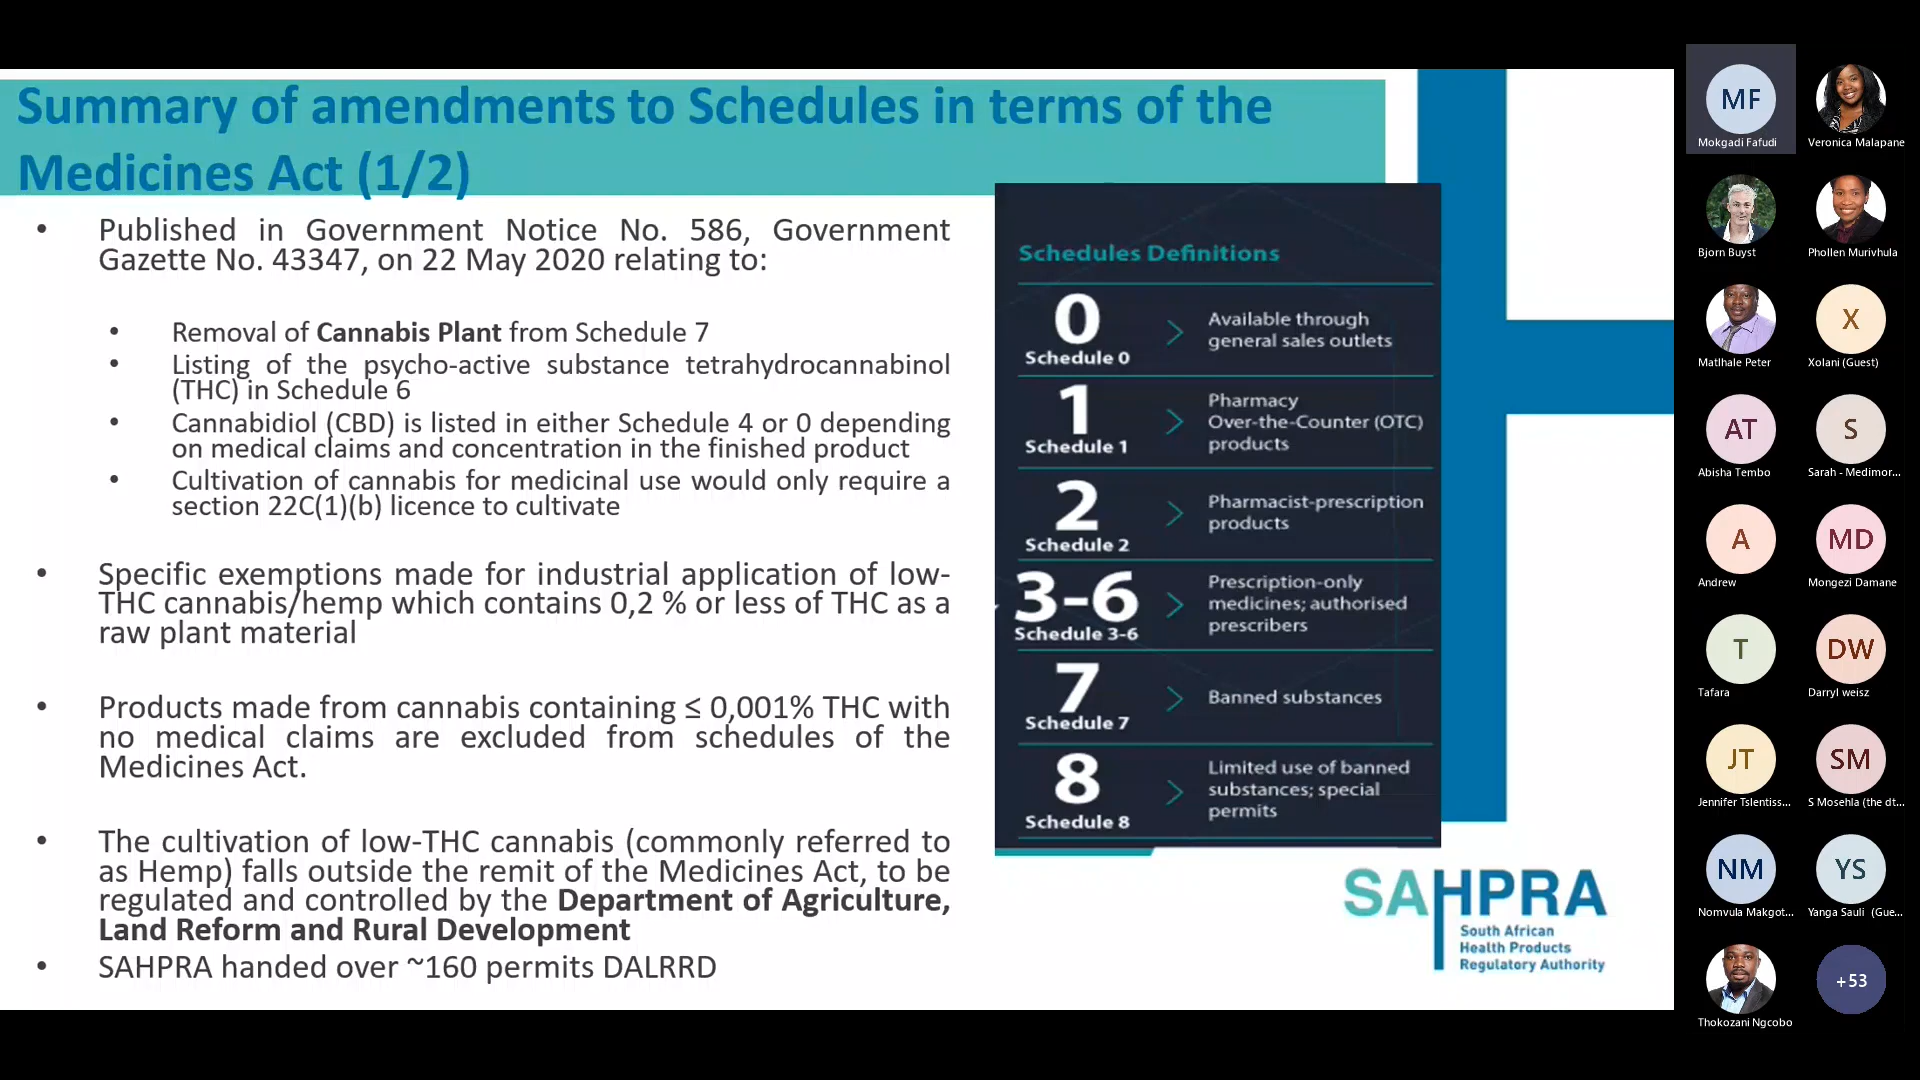 Summary of amendments to Schedules in terms of the
Medicines Act (1/2)
• Published in Government Notice No. 586, Government
Gazette No. 43347, on 22 May 2020 relating to:
• Removal of Cannabis Plant from Schedule 7
• Listing of the psycho-active substance tetrahydrocannabinol
(THC) in Schedule 6
• Cannabidiol (CBD) is listed in either Schedule 4 or 0 depending
on medical claims and concentration in the finished product
• Cultivation of cannabis for medicinal use would only require a
section 22C(1)(b) licence to cultivate
• Specific exemptions made for industrial application of low-
THC cannabis/hemp which contains 0,2 % or less of THC as a
raw plant material
• Products made from cannabis containing ≤ 0,001% THC with
no medical claims are excluded from schedules of the
Medicines Act.
• The cultivation of low-THC cannabis (commonly referred to
as Hemp) falls outside the remit of the Medicines Act, to be
regulated and controlled by the Department of Agriculture,
Land Reform and Rural Development
• SAHPRA handed over ~160 permits DALRRD
Schedules Definitions
0
Schedule 0
Available through
general sales outlets
1
Schedule 1
Pharmacy
Over-the-Counter (OTC)
products
2
Schedule 2
Pharmacist-prescription
products
3-6
Schedule 3-6
Prescription-only
medicines; authorised
prescribers
7
Schedule 7
Banned substances
8
Schedule 8
Limited use of banned
substances; special
permits
SAHPRA
South African
Health Products
Regulatory Authority
MF
Mokgadi Fafudi
Veronica Malapane
Bjorn Buyst
Phollen Murivhula
Matlhale Peter
X
Xolani (Guest)
AT
Abisha Tembo
S
Sarah - Medimor...
A
Andrew
MD
Mongezi Damane
T
Tafara
DW
Darryl weisz
JT
Jennifer Tslentiss...
SM
S Mosehla (the dt...
NM
Nomvula Makgot...
YS
Yanga Sauli (Gue...
Thokozani Ngcobo
+53